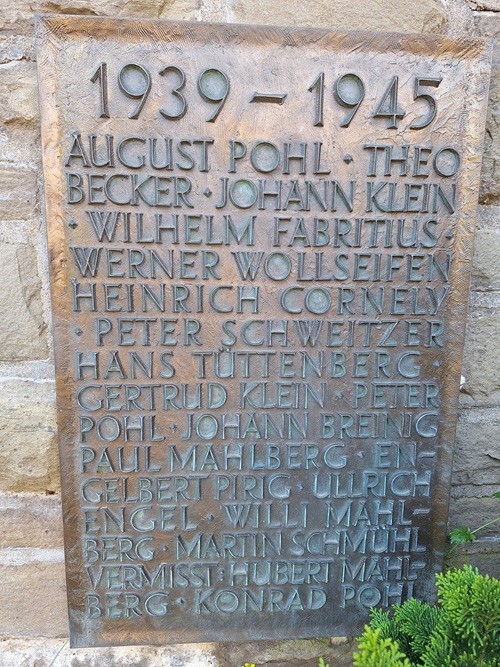 1939 – 1945
AUGUST POHL · THEO
BECKER · JOHANN KLEIN
· WILHELM FABRITIUS ·
WERNER WOLLSEIFEN
HEINRICH CORNELY
· PETER SCHWEITZER
HANS TÜTTENBERG ·
GERTRUD KLEIN · PETER
POHL · JOHANN BREINIG
PAUL MAHLBERG · EN-
GELBERT PIRIG · ULLRICH
ENGEL · WILLI MAHL-
BERG · MARTIN SCHMÜHL
VERMISST: HUBERT MAHL-
BERG · KONRAD POHL